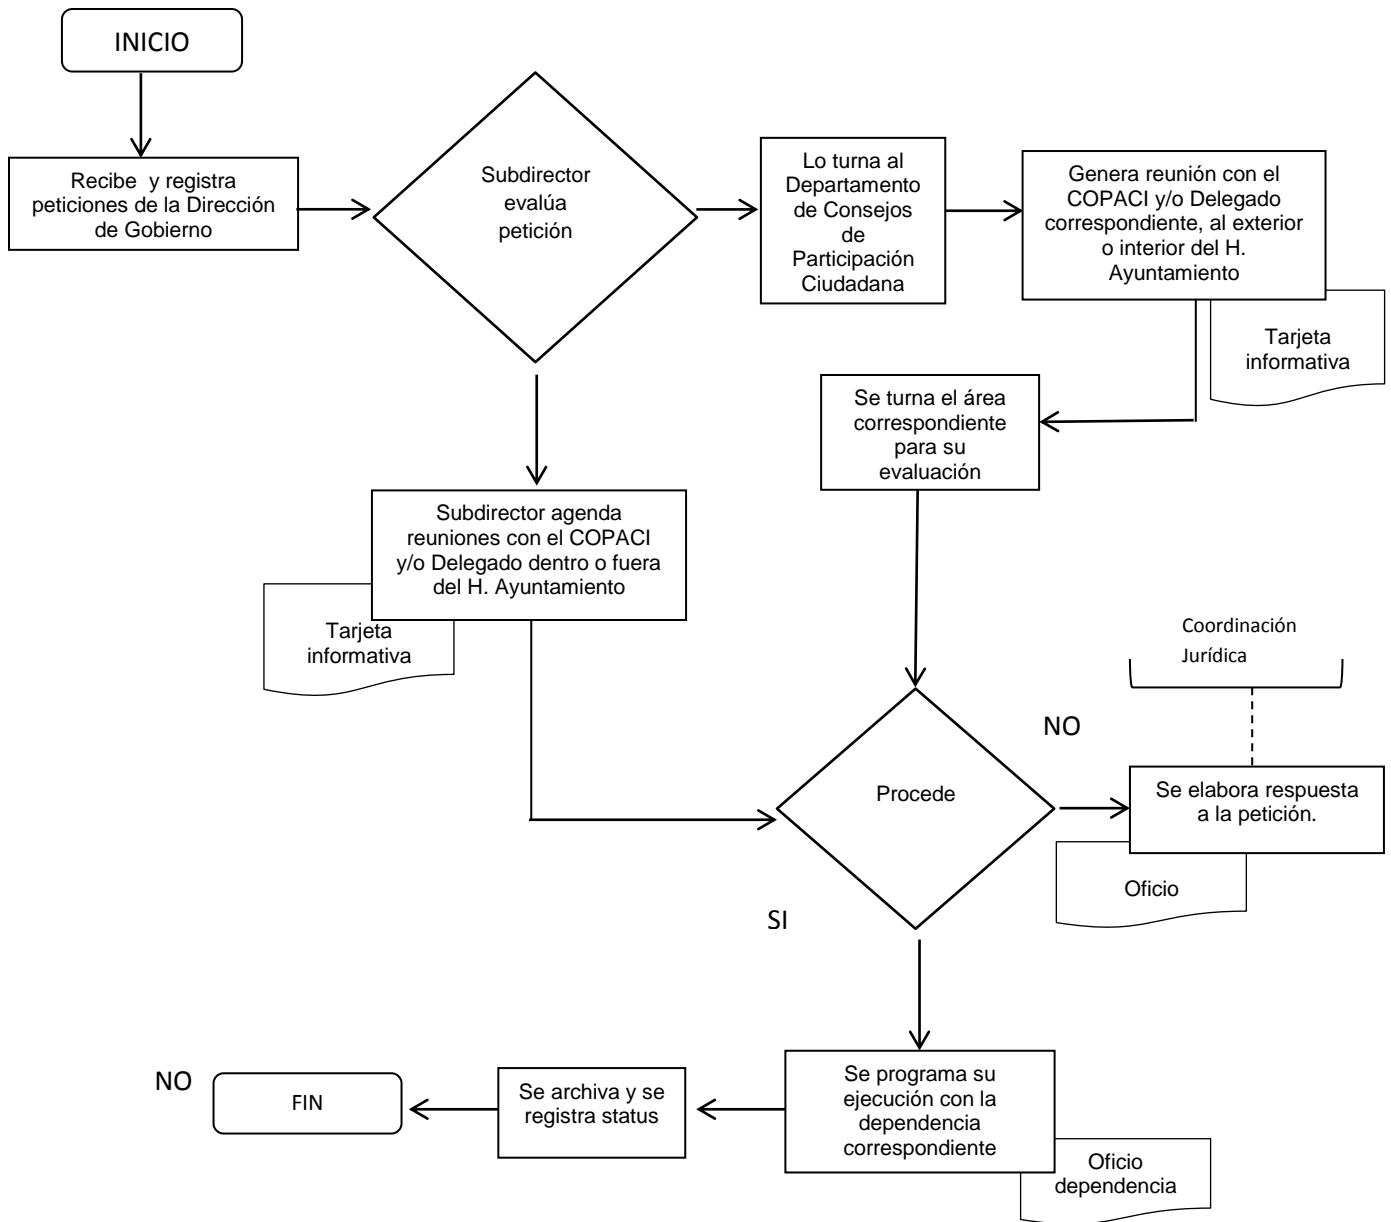 INICIO
Recibe y registra
peticiones de la Dirección
de Gobierno
Subdirector
evalúa
petición
Lo turna al
Departamento
de Consejos
de
Participación
Ciudadana
Genera reunión con el
COPACI y/o Delegado
correspondiente, al exterior
o interior del H.
Ayuntamiento
Tarjeta
informativa
Se turna el área
correspondiente
para su
evaluación
Subdirector agenda
reuniones con el COPACI
y/o Delegado dentro o fuera
del H. Ayuntamiento
Tarjeta
informativa
Coordinación
Jurídica
NO
Procede
Se elabora respuesta
a la petición.
Oficio
SI
Se programa su
ejecución con la
dependencia
correspondiente
Oficio
dependencia
Se archiva y se
registra status
NO
FIN